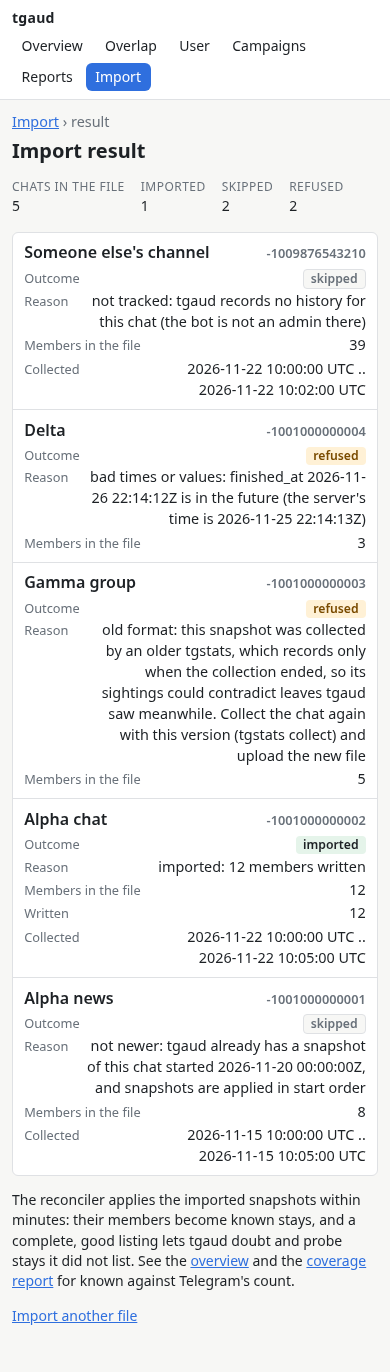 tgaud
Overview Overlap User Campaigns
Reports Import
Import › result
Import result
CHATS IN THE FILE IMPORTED SKIPPED REFUSED
5 1 2 2
Someone else's channel -1009876543210
Outcome skipped
Reason not tracked: tgaud records no history for
this chat (the bot is not an admin there)
Members in the file 39
Collected 2026-11-22 10:00:00 UTC ..
2026-11-22 10:02:00 UTC
Delta -1001000000004
Outcome refused
Reason bad times or values: finished_at 2026-11-
26 22:14:12Z is in the future (the server's
time is 2026-11-25 22:14:13Z)
Members in the file 3
Gamma group -1001000000003
Outcome refused
Reason old format: this snapshot was collected
by an older tgstats, which records only
when the collection ended, so its
sightings could contradict leaves tgaud
saw meanwhile. Collect the chat again
with this version (tgstats collect) and
upload the new file
Members in the file 5
Alpha chat -1001000000002
Outcome imported
Reason imported: 12 members written
Members in the file 12
Written 12
Collected 2026-11-22 10:00:00 UTC ..
2026-11-22 10:05:00 UTC
Alpha news -1001000000001
Outcome skipped
Reason not newer: tgaud already has a snapshot
of this chat started 2026-11-20 00:00:00Z,
and snapshots are applied in start order
Members in the file 8
Collected 2026-11-15 10:00:00 UTC ..
2026-11-15 10:05:00 UTC
The reconciler applies the imported snapshots within
minutes: their members become known stays, and a
complete, good listing lets tgaud doubt and probe
stays it did not list. See the overview and the coverage
report for known against Telegram's count.
Import another file